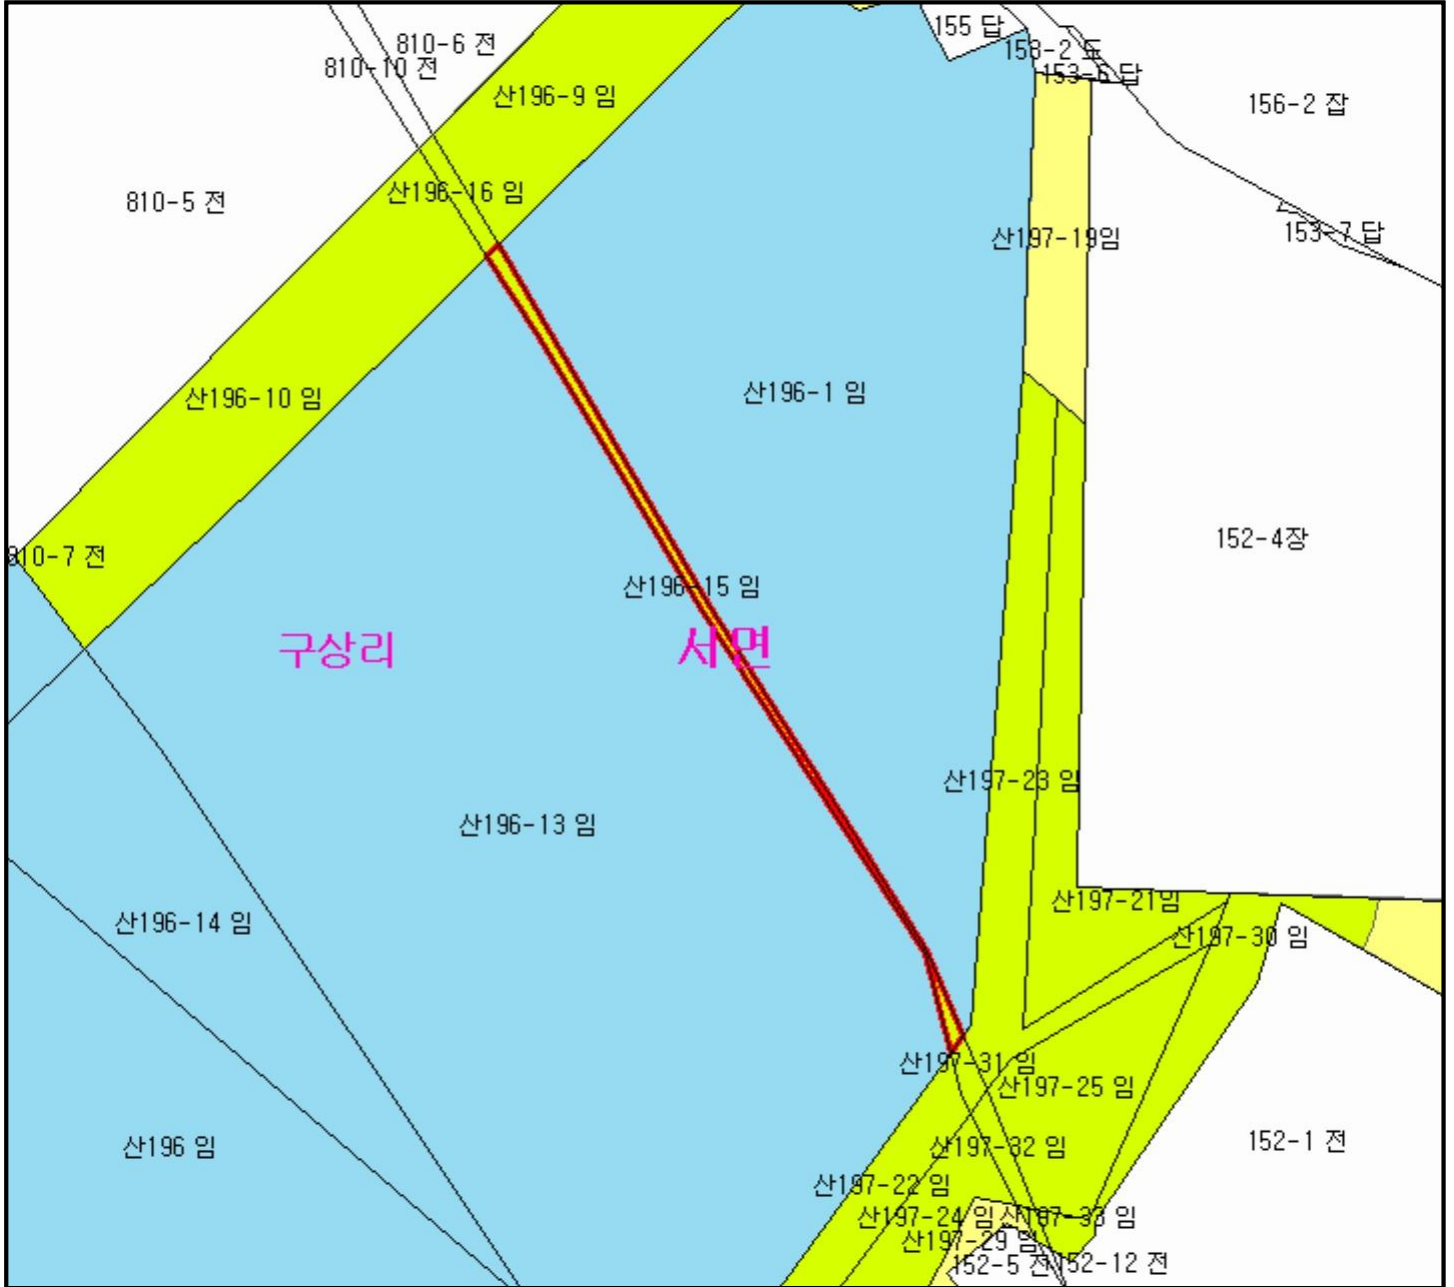 155 답
810-6 전
153-2 도
810-10 전
153-6 답
산196-9 임
156-2 잡
산196-16 임
810-5 전
153-7 답
산197-19임
산196-1 임
산196-10 임
152-4장
810-7 전
산196-15 임
구상리
서면
산197-23 임
산196-13 임
산197-21임
산196-14 임
산197-30 임
산197-31 임
산197-25 임
152-1 전
산196 임
산197-32 임
산197-22 임
산197-24 임
산197-33 임
산197-29 임
152-5 전
152-12 전